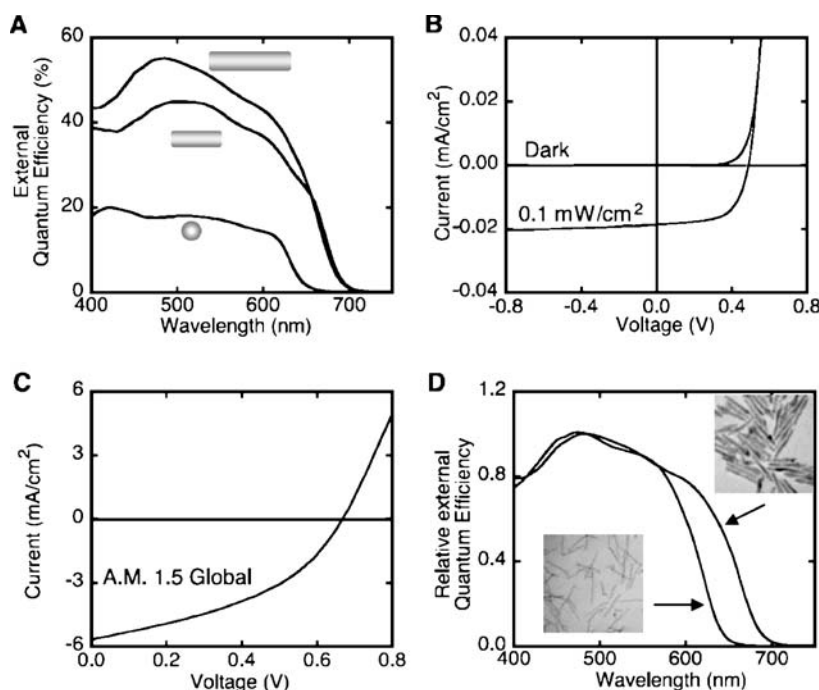 A
External
Quantum Efficiency (%)
60
40
20
0
400 500 600 700
Wavelength (nm)
B
Current (mA/cm²)
0.04
0.02
0.00
-0.02
-0.04
Dark
0.1 mW/cm²
-0.8 -0.4 0.0 0.4 0.8
Voltage (V)
C
Current (mA/cm²)
6
3
0
-3
-6
A.M. 1.5 Global
0.0 0.2 0.4 0.6 0.8
Voltage (V)
D
Relative external
Quantum Efficiency
1.2
0.8
0.4
0.0
400 500 600 700
Wavelength (nm)